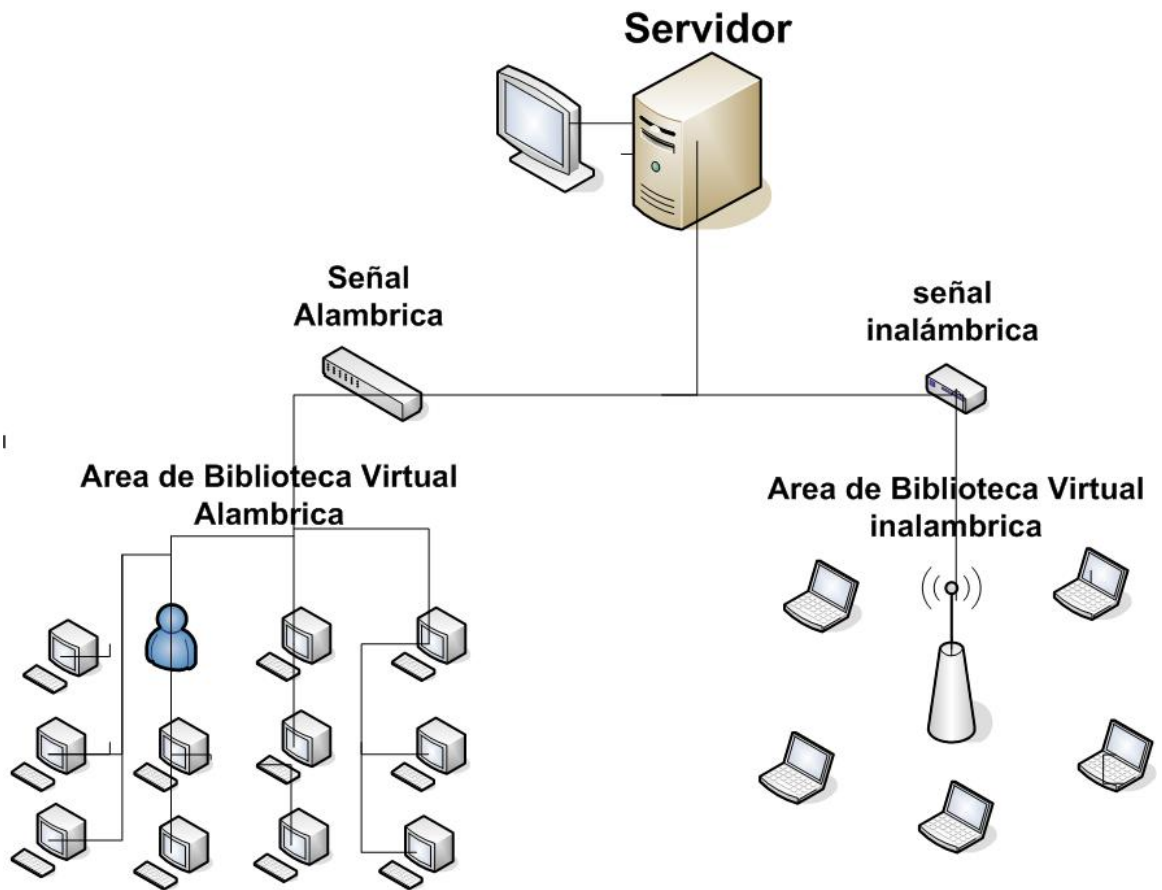 Servidor
Señal
Alambrica
señal
inalámbrica
Area de Biblioteca Virtual
Alambrica
Area de Biblioteca Virtual
inalambrica